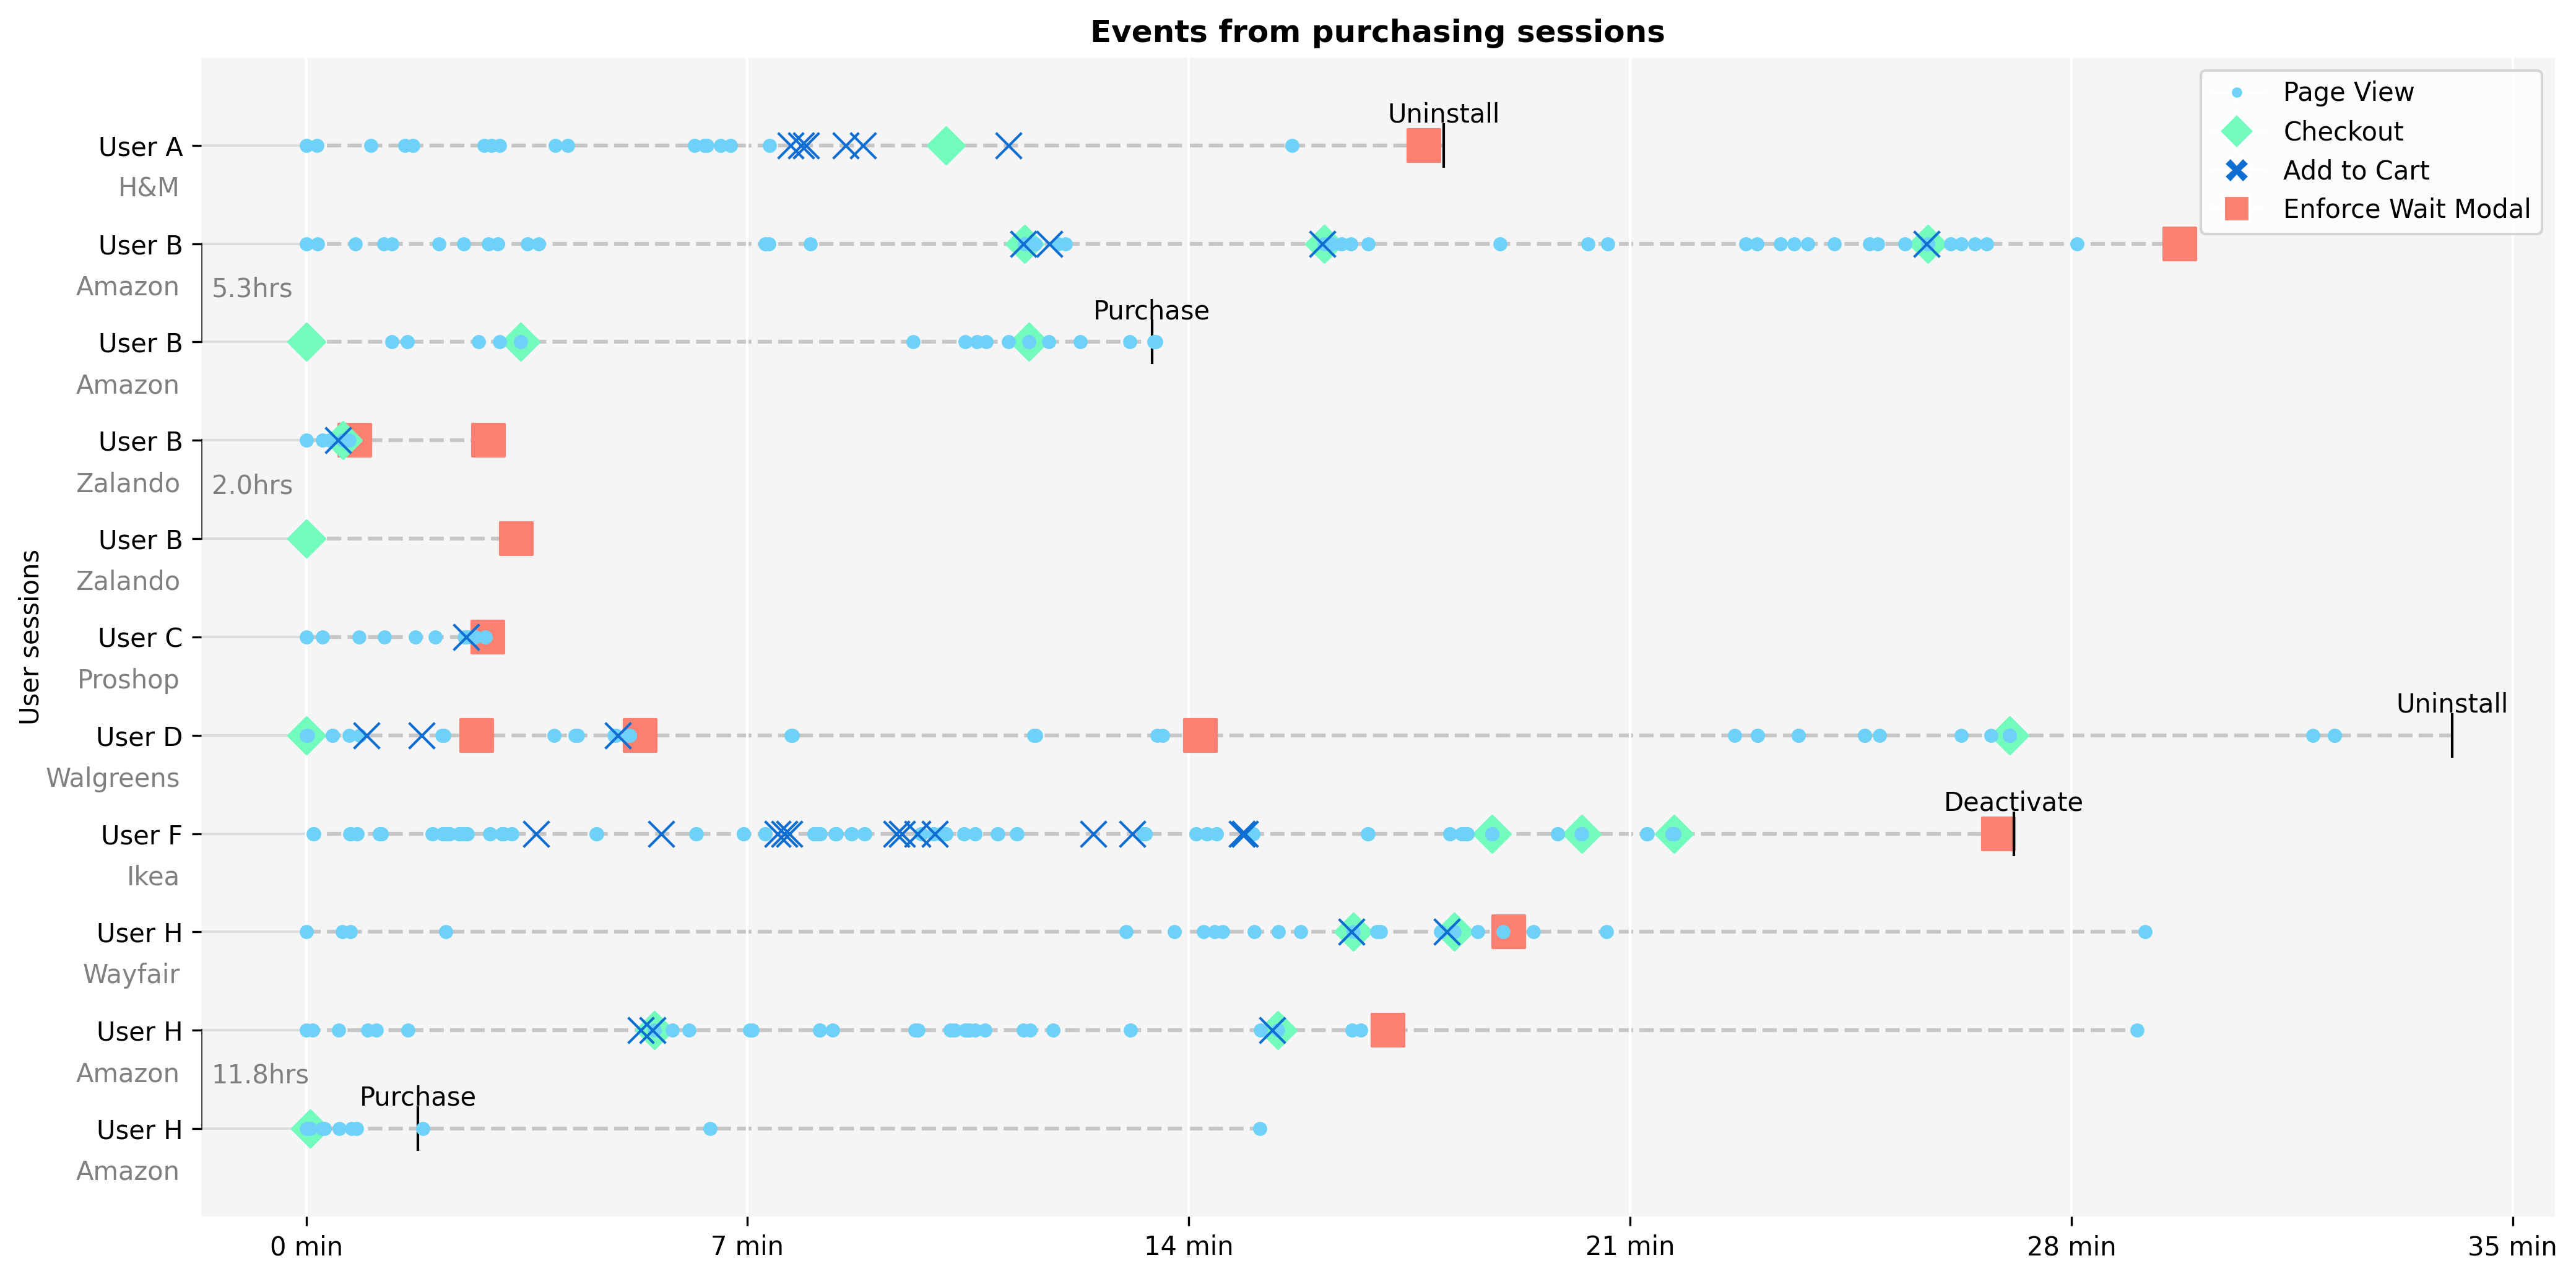 Events from purchasing sessions
Page View
Checkout
Add to Cart
Enforce Wait Modal
User sessions
Uninstall
User A
H&M
User B
Amazon
5.3hrs
Purchase
User B
Amazon
User B
Zalando
2.0hrs
User B
Zalando
User C
Proshop
Uninstall
User D
Walgreens
Deactivate
User F
Ikea
User H
Wayfair
User H
Amazon
11.8hrs
Purchase
User H
Amazon
0 min
7 min
14 min
21 min
28 min
35 min